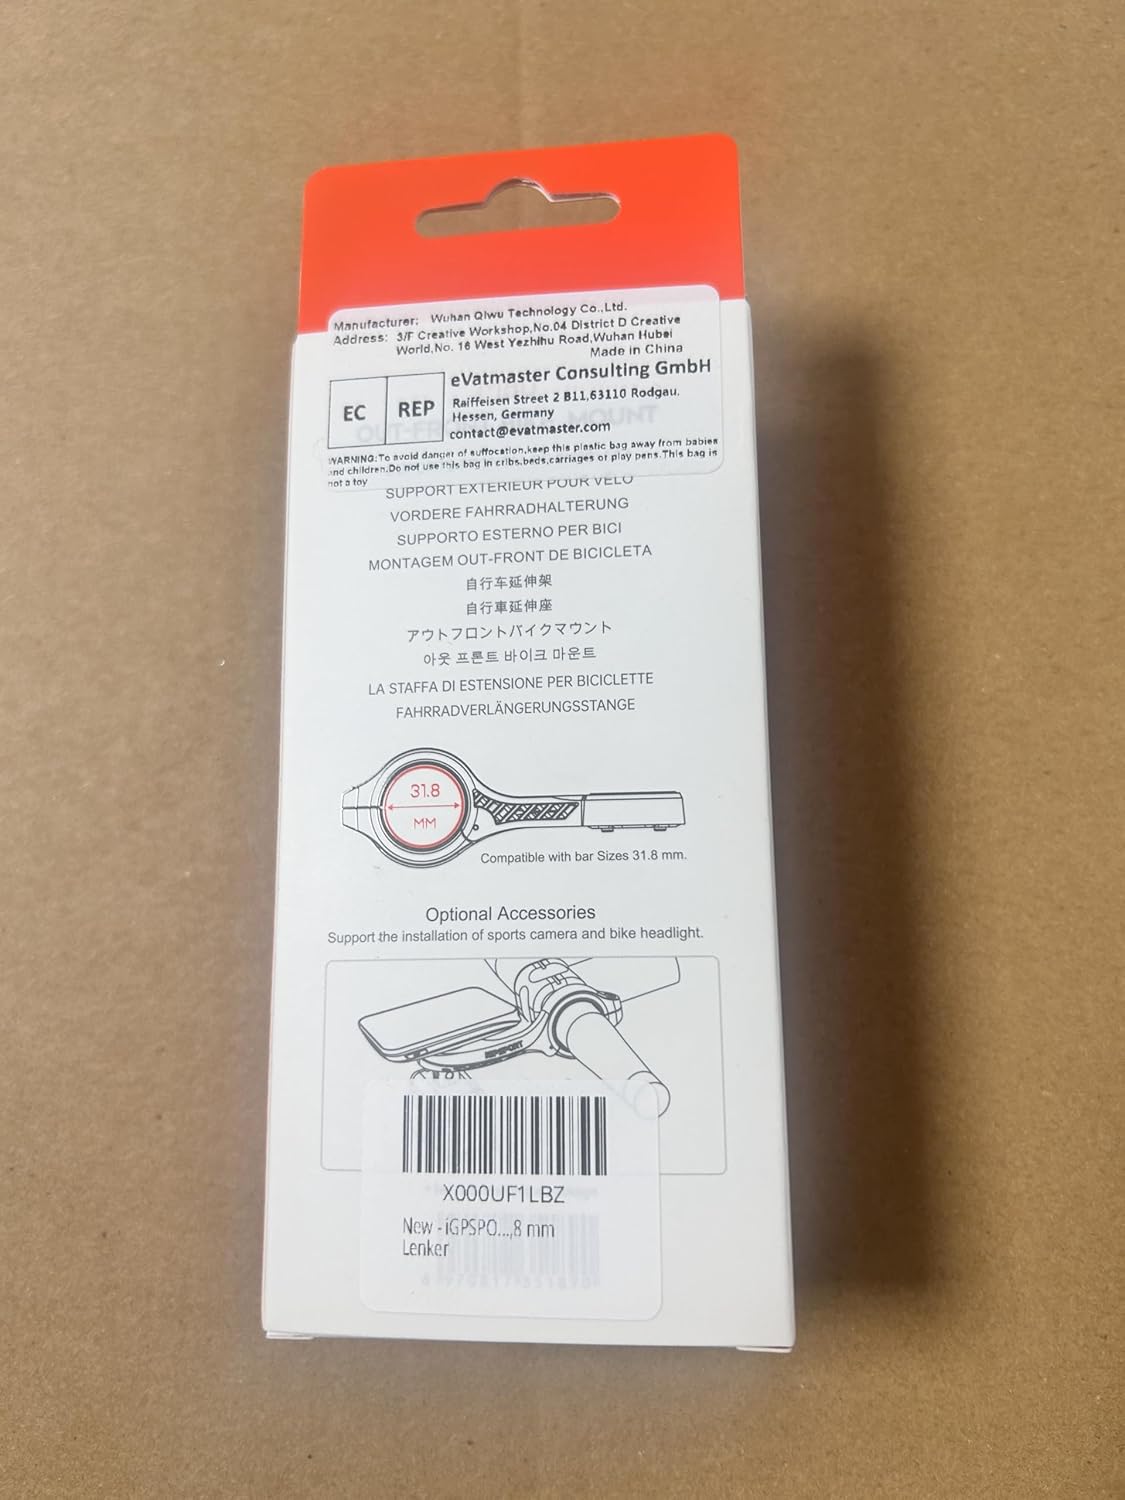 Manufacturer: Wuhan Qiwu Technology Co.,Ltd.
Address: 3/F Creative Workshop,No.04 District D Creative
World,No. 16 West Yezhihu Road,Wuhan Hubei
Made in China
EC REP
eVatmaster Consulting GmbH
Raiffeisen Street 2 B11,63110 Rodgau,
Hessen, Germany
contact@evatmaster.com
OUT-FRONT MOUNT
WARNING:To avoid danger of suffocation,keep this plastic bag away from babies
and children.Do not use this bag in cribs,beds,carriages or play pens.This bag is
not a toy
SUPPORT EXTÉRIEUR POUR VÉLO
VORDERE FAHRRADHALTERUNG
SUPPORTO ESTERNO PER BICI
MONTAGEM OUT-FRONT DE BICICLETA
自行车延伸架
自行車延伸座
アウトフロントバイクマウント
아웃 프론트 바이크 마운트
LA STAFFA DI ESTENSIONE PER BICICLETTE
FAHRRADVERLÄNGERUNGSSTANGE
31.8
MM
Compatible with bar Sizes 31.8 mm.
Optional Accessories
Support the installation of sports camera and bike headlight.
X000UF1LBZ
New - iGPSPO...,8 mm
Lenker